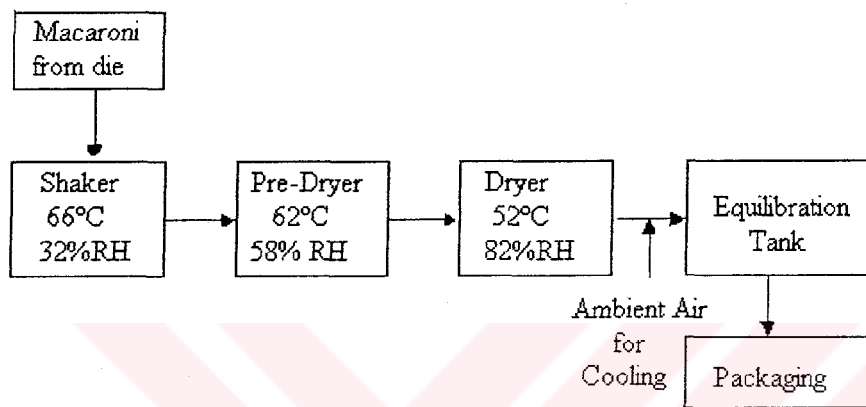 Macaroni
from die
Shaker
66°C
32%RH
Pre-Dryer
62°C
58% RH
Dryer
52°C
82%RH
Equilibration
Tank
Ambient Air
for
Cooling
Packaging